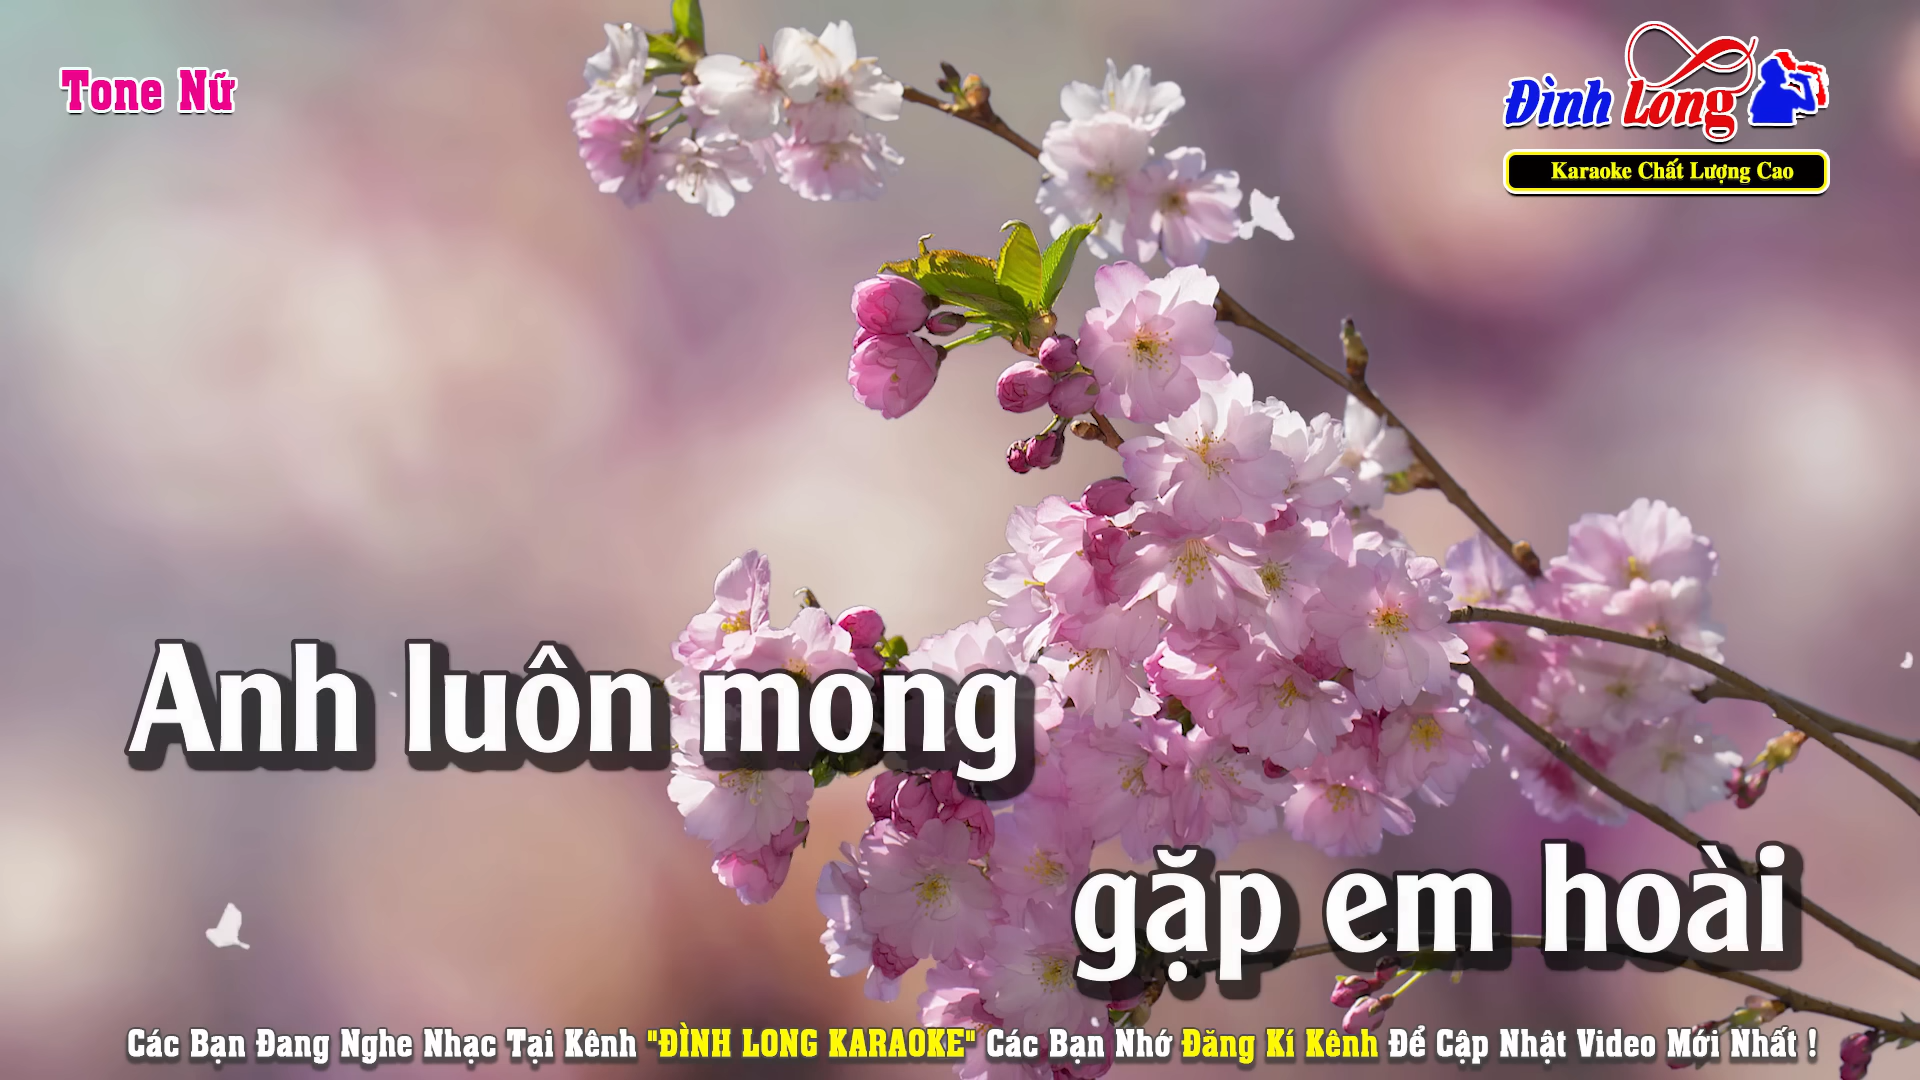 Tone Nữ
Đình Long
Karaoke Chất Lượng Cao
Anh luôn mong
gặp em hoài
Các Bạn Đang Nghe Nhạc Tại Kênh "ĐÌNH LONG KARAOKE" Các Bạn Nhớ Đăng Kí Kênh Để Cập Nhật Video Mới Nhất !